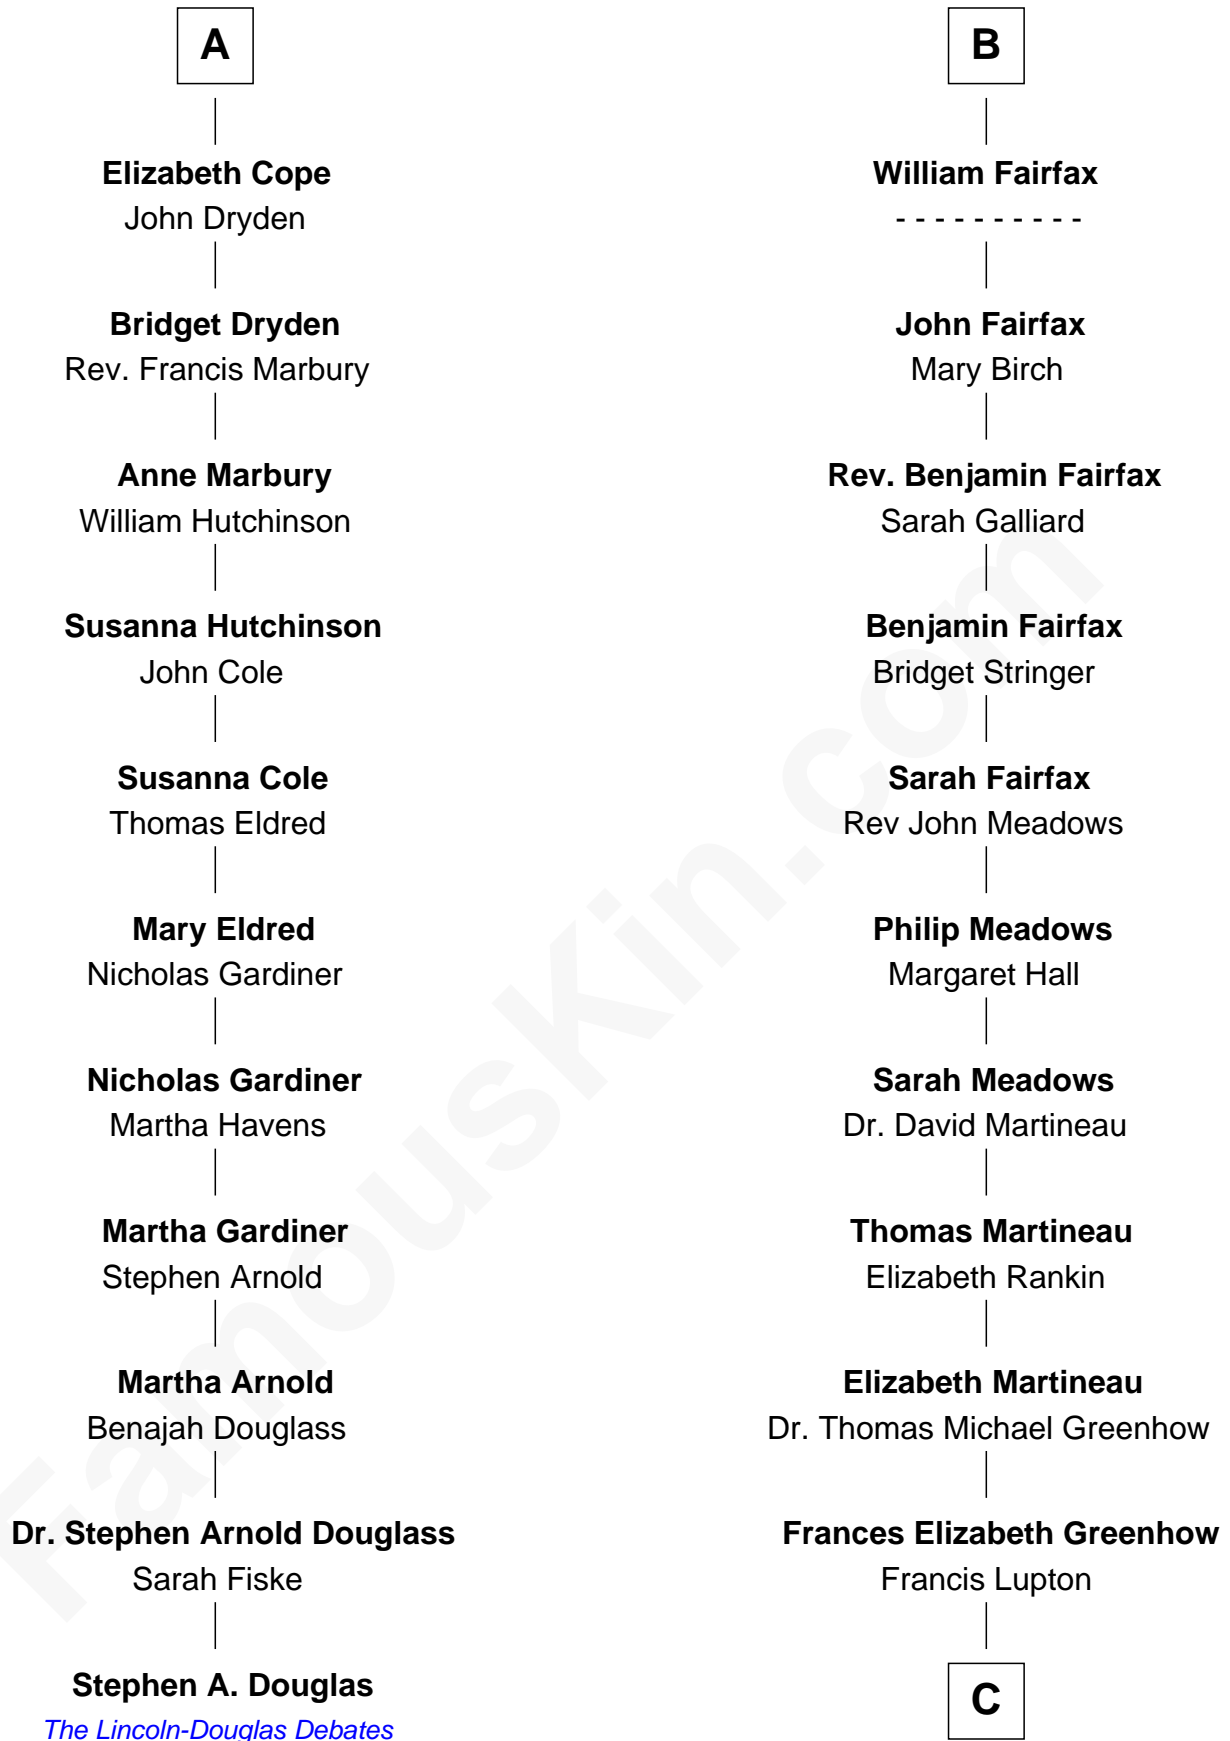 A
Elizabeth Cope
John Dryden
Bridget Dryden
Rev. Francis Marbury
Anne Marbury
William Hutchinson
Susanna Hutchinson
John Cole
Susanna Cole
Thomas Eldred
Mary Eldred
Nicholas Gardiner
Nicholas Gardiner
Martha Havens
Martha Gardiner
Stephen Arnold
Martha Arnold
Benajah Douglass
Dr. Stephen Arnold Douglass
Sarah Fiske
Stephen A. Douglas
The Lincoln-Douglas Debates
B
William Fairfax
- - - - - - - - - -
John Fairfax
Mary Birch
Rev. Benjamin Fairfax
Sarah Galliard
Benjamin Fairfax
Bridget Stringer
Sarah Fairfax
Rev John Meadows
Philip Meadows
Margaret Hall
Sarah Meadows
Dr. David Martineau
Thomas Martineau
Elizabeth Rankin
Elizabeth Martineau
Dr. Thomas Michael Greenhow
Frances Elizabeth Greenhow
Francis Lupton
C
FamousKin.com